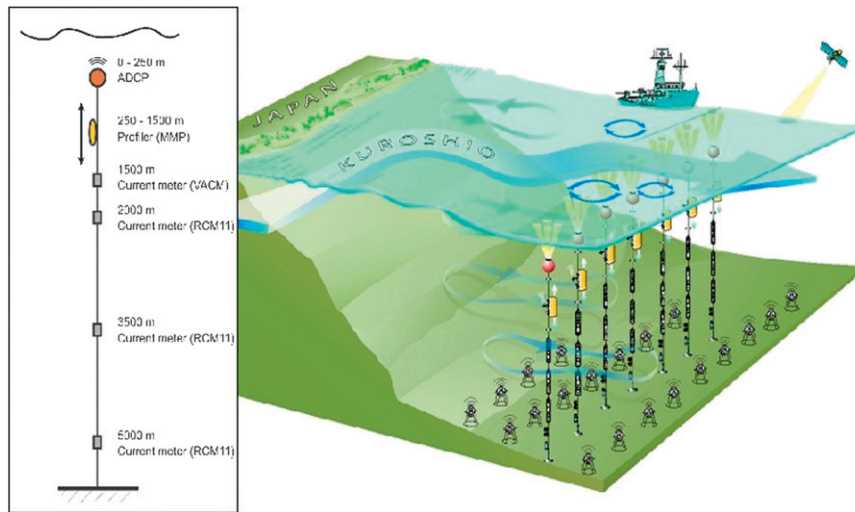 0 - 250 m
ADCP
250 - 1500 m
Profiler (MMP)
1500 m
Current meter (VACM)
2000 m
Current meter (RCM11)
3500 m
Current meter (RCM11)
5000 m
Current meter (RCM11)
JAPAN
KUROSHIO